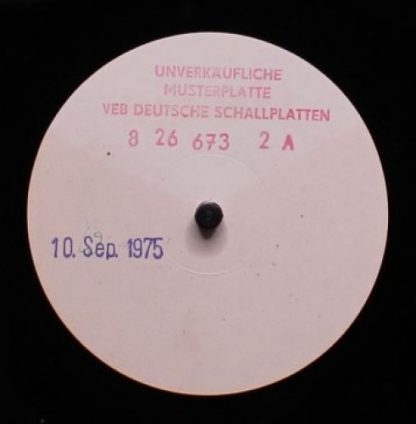 UNVERKÄUFLICHE
MUSTERPLATTE
VEB DEUTSCHE SCHALLPLATTEN
8 26 673 2 A
10. Sep. 1975